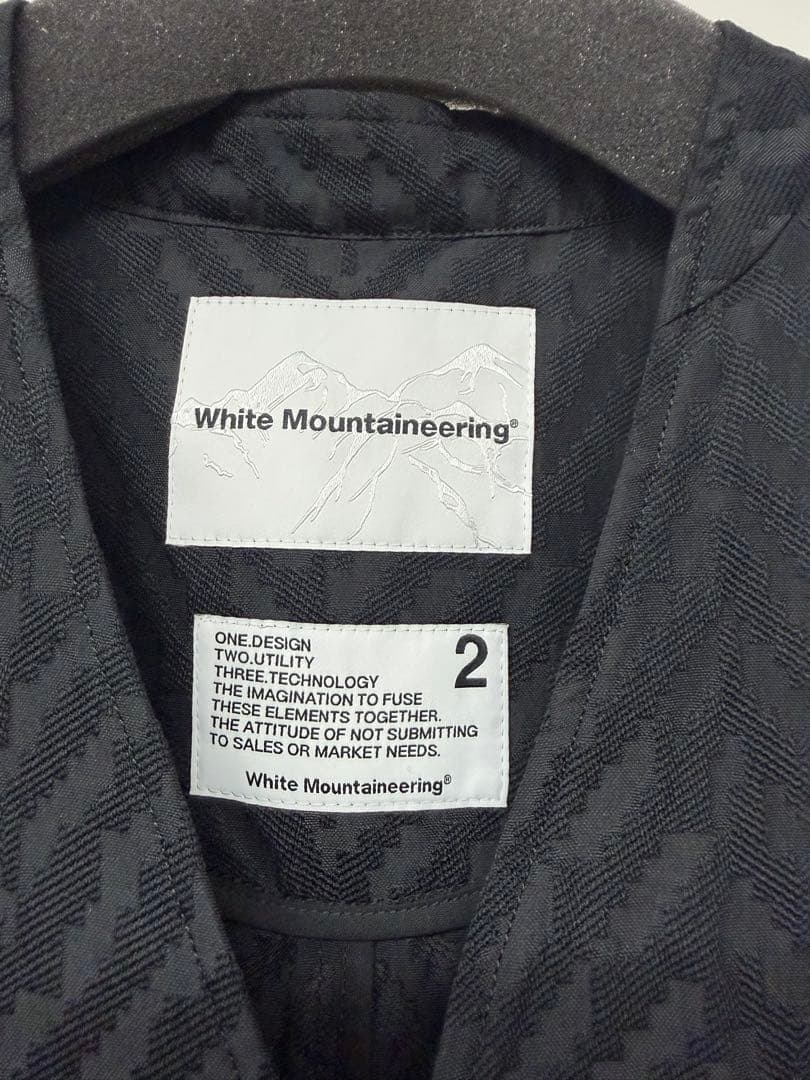 White Mountaineering®
ONE.DESIGN
TWO.UTILITY
THREE.TECHNOLOGY
THE IMAGINATION TO FUSE
THESE ELEMENTS TOGETHER.
THE ATTITUDE OF NOT SUBMITTING
TO SALES OR MARKET NEEDS.
2
White Mountaineering®